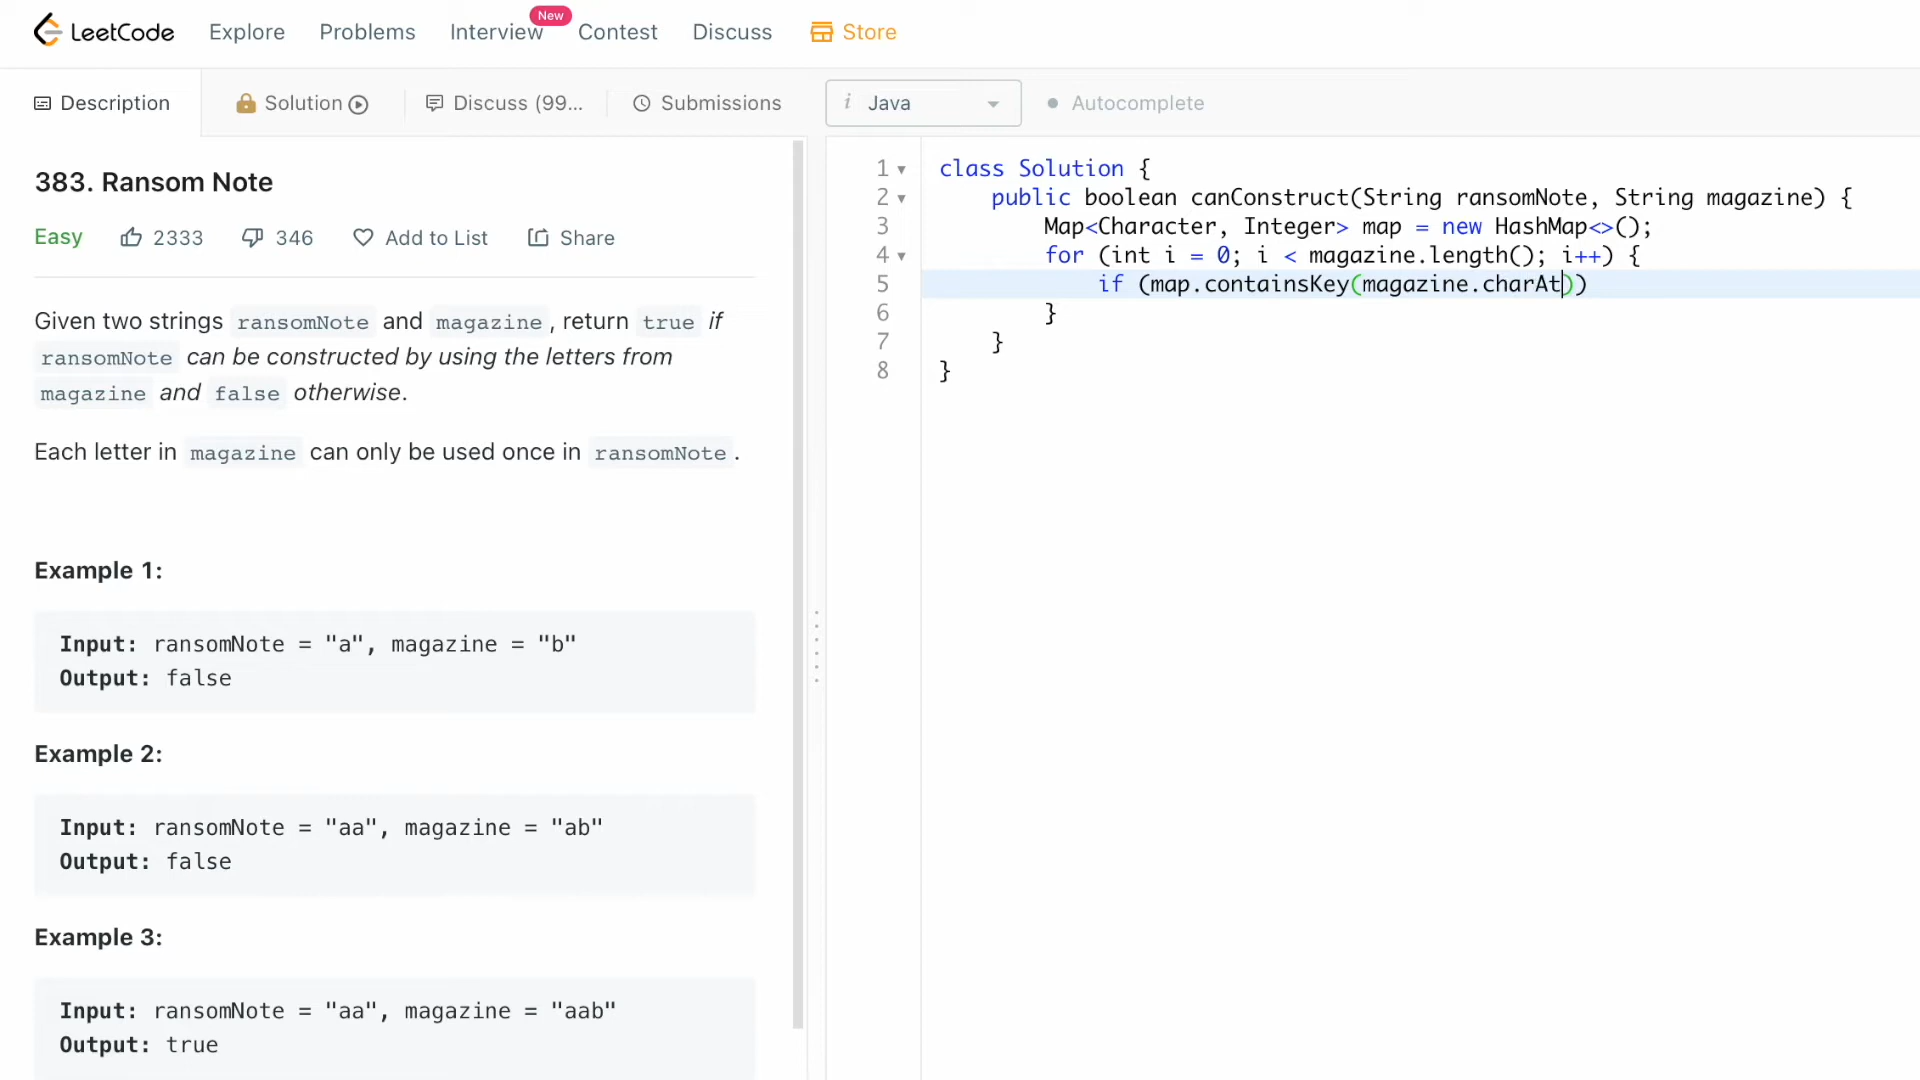 LeetCode Explore Problems Interview New Contest Discuss Store
Description Solution Discuss (99... Submissions i Java Autocomplete
383. Ransom Note
Easy 2333 346 Add to List Share
Given two strings ransomNote and magazine, return true if
ransomNote can be constructed by using the letters from
magazine and false otherwise.
Each letter in magazine can only be used once in ransomNote.
Example 1:
Input: ransomNote = "a", magazine = "b"
Output: false
Example 2:
Input: ransomNote = "aa", magazine = "ab"
Output: false
Example 3:
Input: ransomNote = "aa", magazine = "aab"
Output: true
1 class Solution {
2 public boolean canConstruct(String ransomNote, String magazine) {
3 Map<Character, Integer> map = new HashMap<>();
4 for (int i = 0; i < magazine.length(); i++) {
5 if (map.containsKey(magazine.charAt))
6 }
7 }
8 }